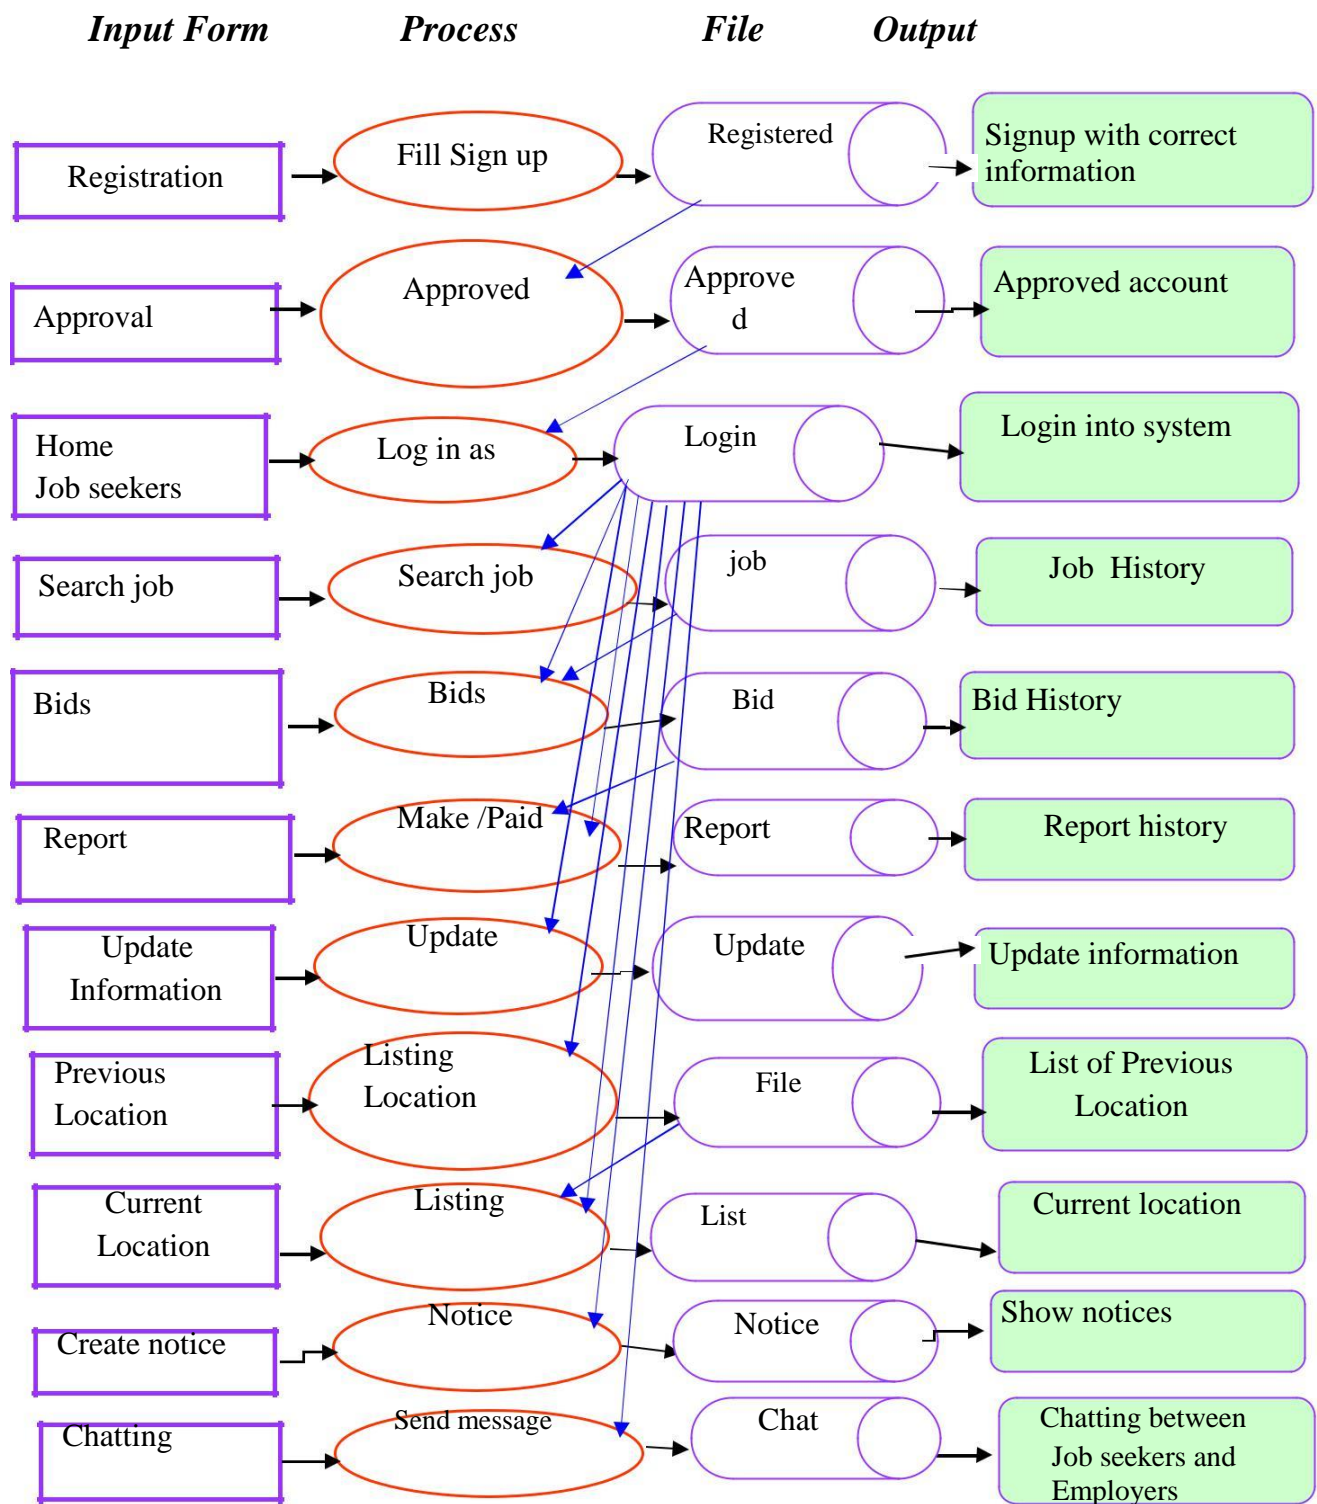 Input Form Process File Output
Registration
Fill Sign up
Registered
Signup with correct
information
Approval
Approved
Approve
d
Approved account
Home
Job seekers
Log in as
Login
Login into system
Search job
Search job
job
Job History
Bids
Bids
Bid
Bid History
Report
Make /Paid
Report
Report history
Update
Information
Update
Update
Update information
Previous
Location
Listing
Location
File
List of Previous
Location
Current
Location
Listing
List
Current location
Create notice
Notice
Notice
Show notices
Chatting
Send message
Chat
Chatting between
Job seekers and
Employers